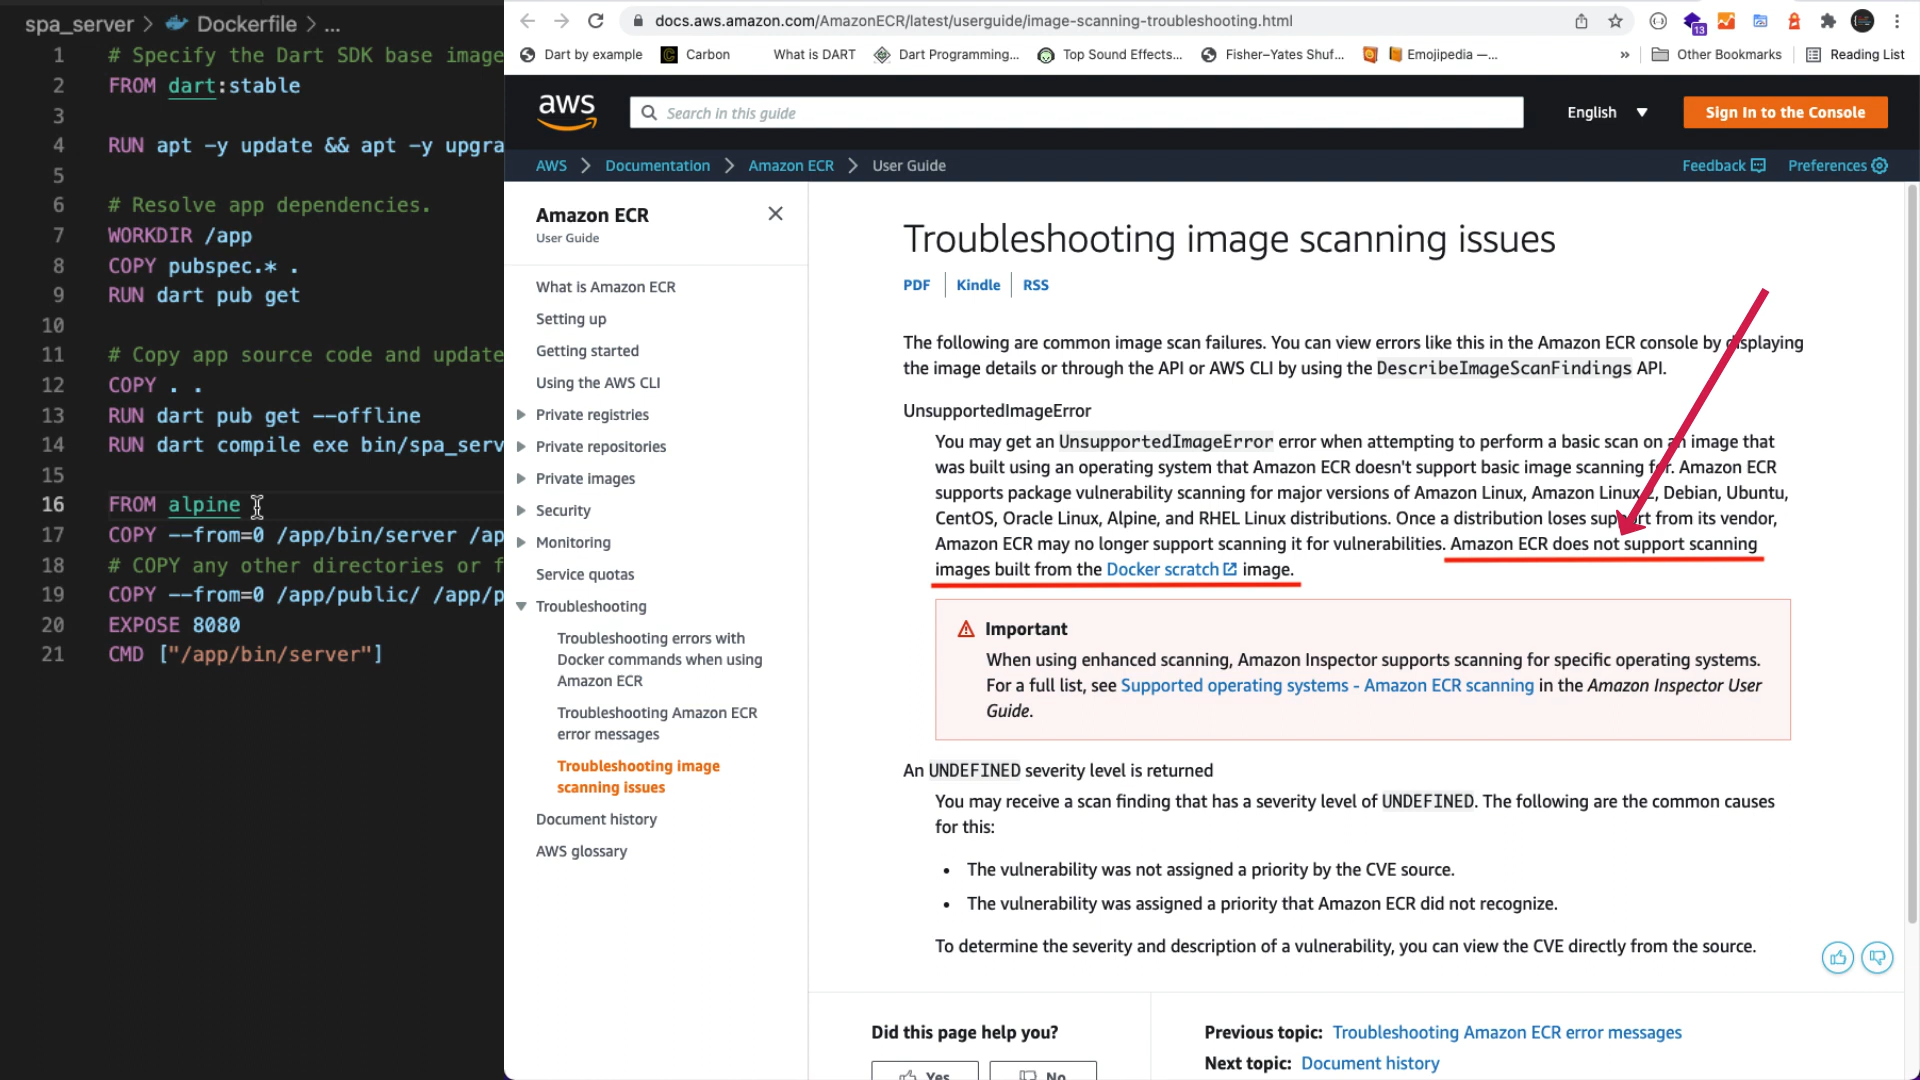 spa_server > Dockerfile > ...
1 # Specify the Dart SDK base image
2 FROM dart:stable
3
4 RUN apt -y update && apt -y upgra
5
6 # Resolve app dependencies.
7 WORKDIR /app
8 COPY pubspec.* .
9 RUN dart pub get
10
11 # Copy app source code and update
12 COPY . .
13 RUN dart pub get --offline
14 RUN dart compile exe bin/spa_serv
15
16 FROM alpine
17 COPY --from=0 /app/bin/server /ap
18 # COPY any other directories or f
19 COPY --from=0 /app/public/ /app/p
20 EXPOSE 8080
21 CMD ["/app/bin/server"]
docs.aws.amazon.com/AmazonECR/latest/userguide/image-scanning-troubleshooting.html
13
Dart by example
C Carbon
What is DART
Dart Programming...
Top Sound Effects...
Fisher–Yates Shuf...
Emojipedia —...
»
Other Bookmarks
Reading List
aws
Search in this guide
English
Sign In to the Console
AWS > Documentation > Amazon ECR > User Guide
Feedback
Preferences
Amazon ECR
User Guide
What is Amazon ECR
Setting up
Getting started
Using the AWS CLI
Private registries
Private repositories
Private images
Security
Monitoring
Service quotas
Troubleshooting
Troubleshooting errors with
Docker commands when using
Amazon ECR
Troubleshooting Amazon ECR
error messages
Troubleshooting image
scanning issues
Document history
AWS glossary
Troubleshooting image scanning issues
PDF | Kindle | RSS
The following are common image scan failures. You can view errors like this in the Amazon ECR console by displaying
the image details or through the API or AWS CLI by using the DescribeImageScanFindings API.
UnsupportedImageError
You may get an UnsupportedImageError error when attempting to perform a basic scan on an image that
was built using an operating system that Amazon ECR doesn't support basic image scanning for. Amazon ECR
supports package vulnerability scanning for major versions of Amazon Linux, Amazon Linux 2, Debian, Ubuntu,
CentOS, Oracle Linux, Alpine, and RHEL Linux distributions. Once a distribution loses support from its vendor,
Amazon ECR may no longer support scanning it for vulnerabilities. Amazon ECR does not support scanning
images built from the Docker scratch image.
Important
When using enhanced scanning, Amazon Inspector supports scanning for specific operating systems.
For a full list, see Supported operating systems - Amazon ECR scanning in the Amazon Inspector User
Guide.
An UNDEFINED severity level is returned
You may receive a scan finding that has a severity level of UNDEFINED. The following are the common causes
for this:
• The vulnerability was not assigned a priority by the CVE source.
• The vulnerability was assigned a priority that Amazon ECR did not recognize.
To determine the severity and description of a vulnerability, you can view the CVE directly from the source.
Did this page help you?
Yes
No
Previous topic: Troubleshooting Amazon ECR error messages
Next topic: Document history